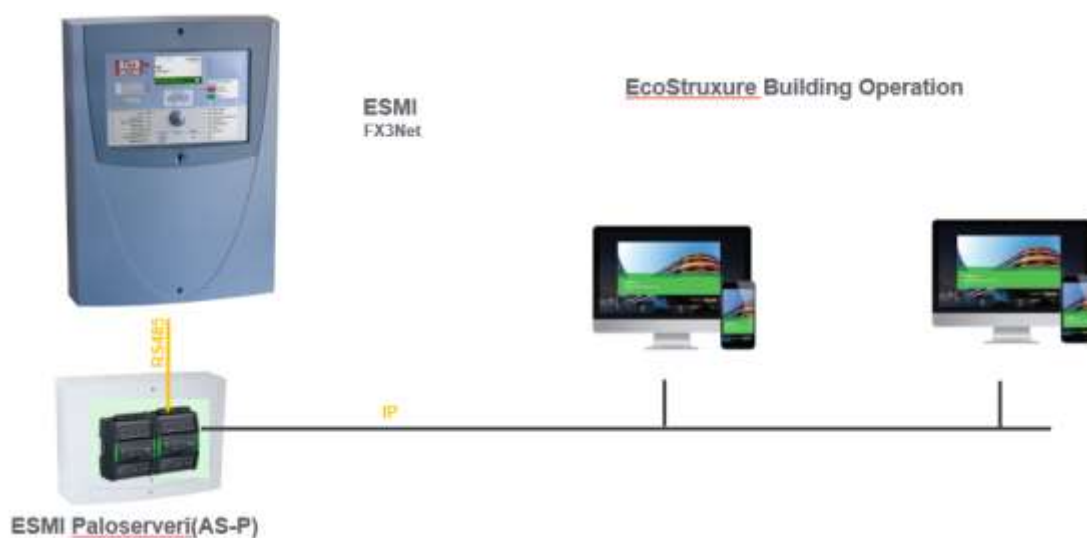 ESMI
FX3Net
EcoStruxure Building Operation
RS485
IP
ESMI Paloserveri(AS-P)